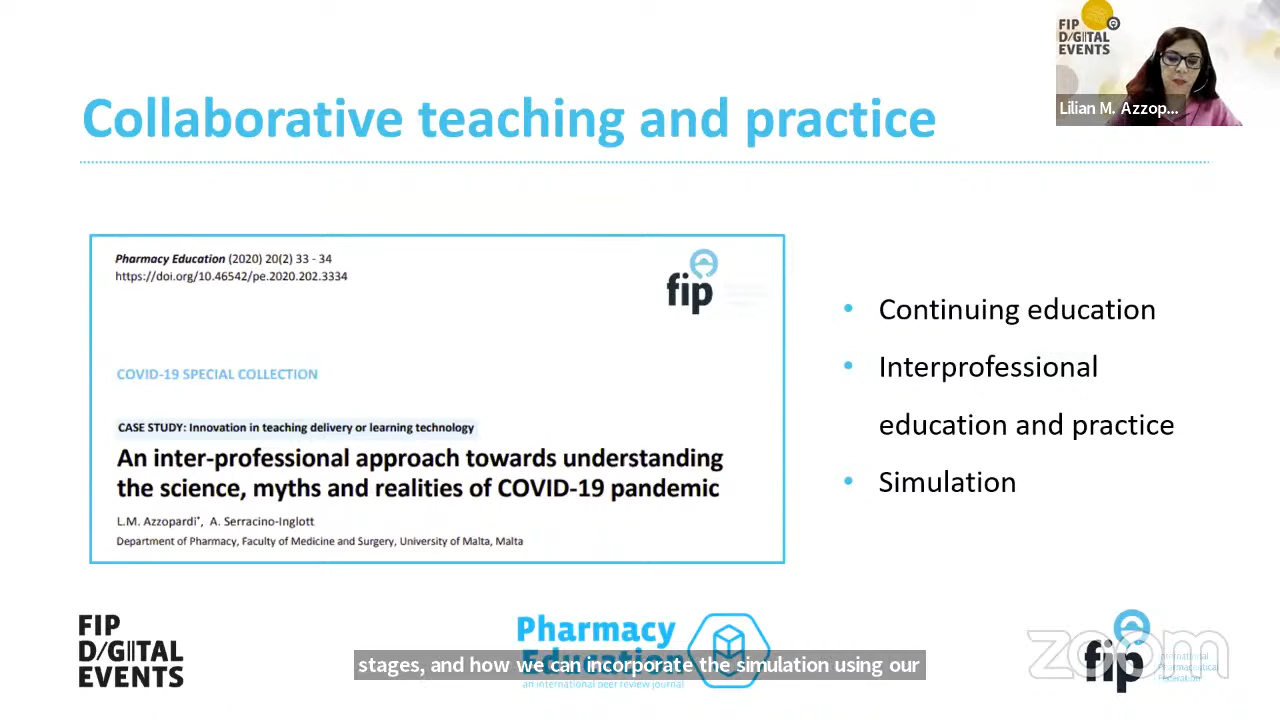 FIP
D/G|TAL
EVENTS
Lilian M. Azzop...
Collaborative teaching and practice
Pharmacy Education (2020) 20(2) 33 - 34
https://doi.org/10.46542/pe.2020.202.3334
fip
COVID-19 SPECIAL COLLECTION
CASE STUDY: Innovation in teaching delivery or learning technology
An inter-professional approach towards understanding
the science, myths and realities of COVID-19 pandemic
L.M. Azzopardi*, A. Serracino-Inglott
Department of Pharmacy, Faculty of Medicine and Surgery, University of Malta, Malta
• Continuing education
• Interprofessional
education and practice
• Simulation
FIP
D/G|TAL
EVENTS
Pharmacy
Education
an international peer review journal
stages, and how we can incorporate the simulation using our
fip
International
Pharmaceutical
Federation
zoom